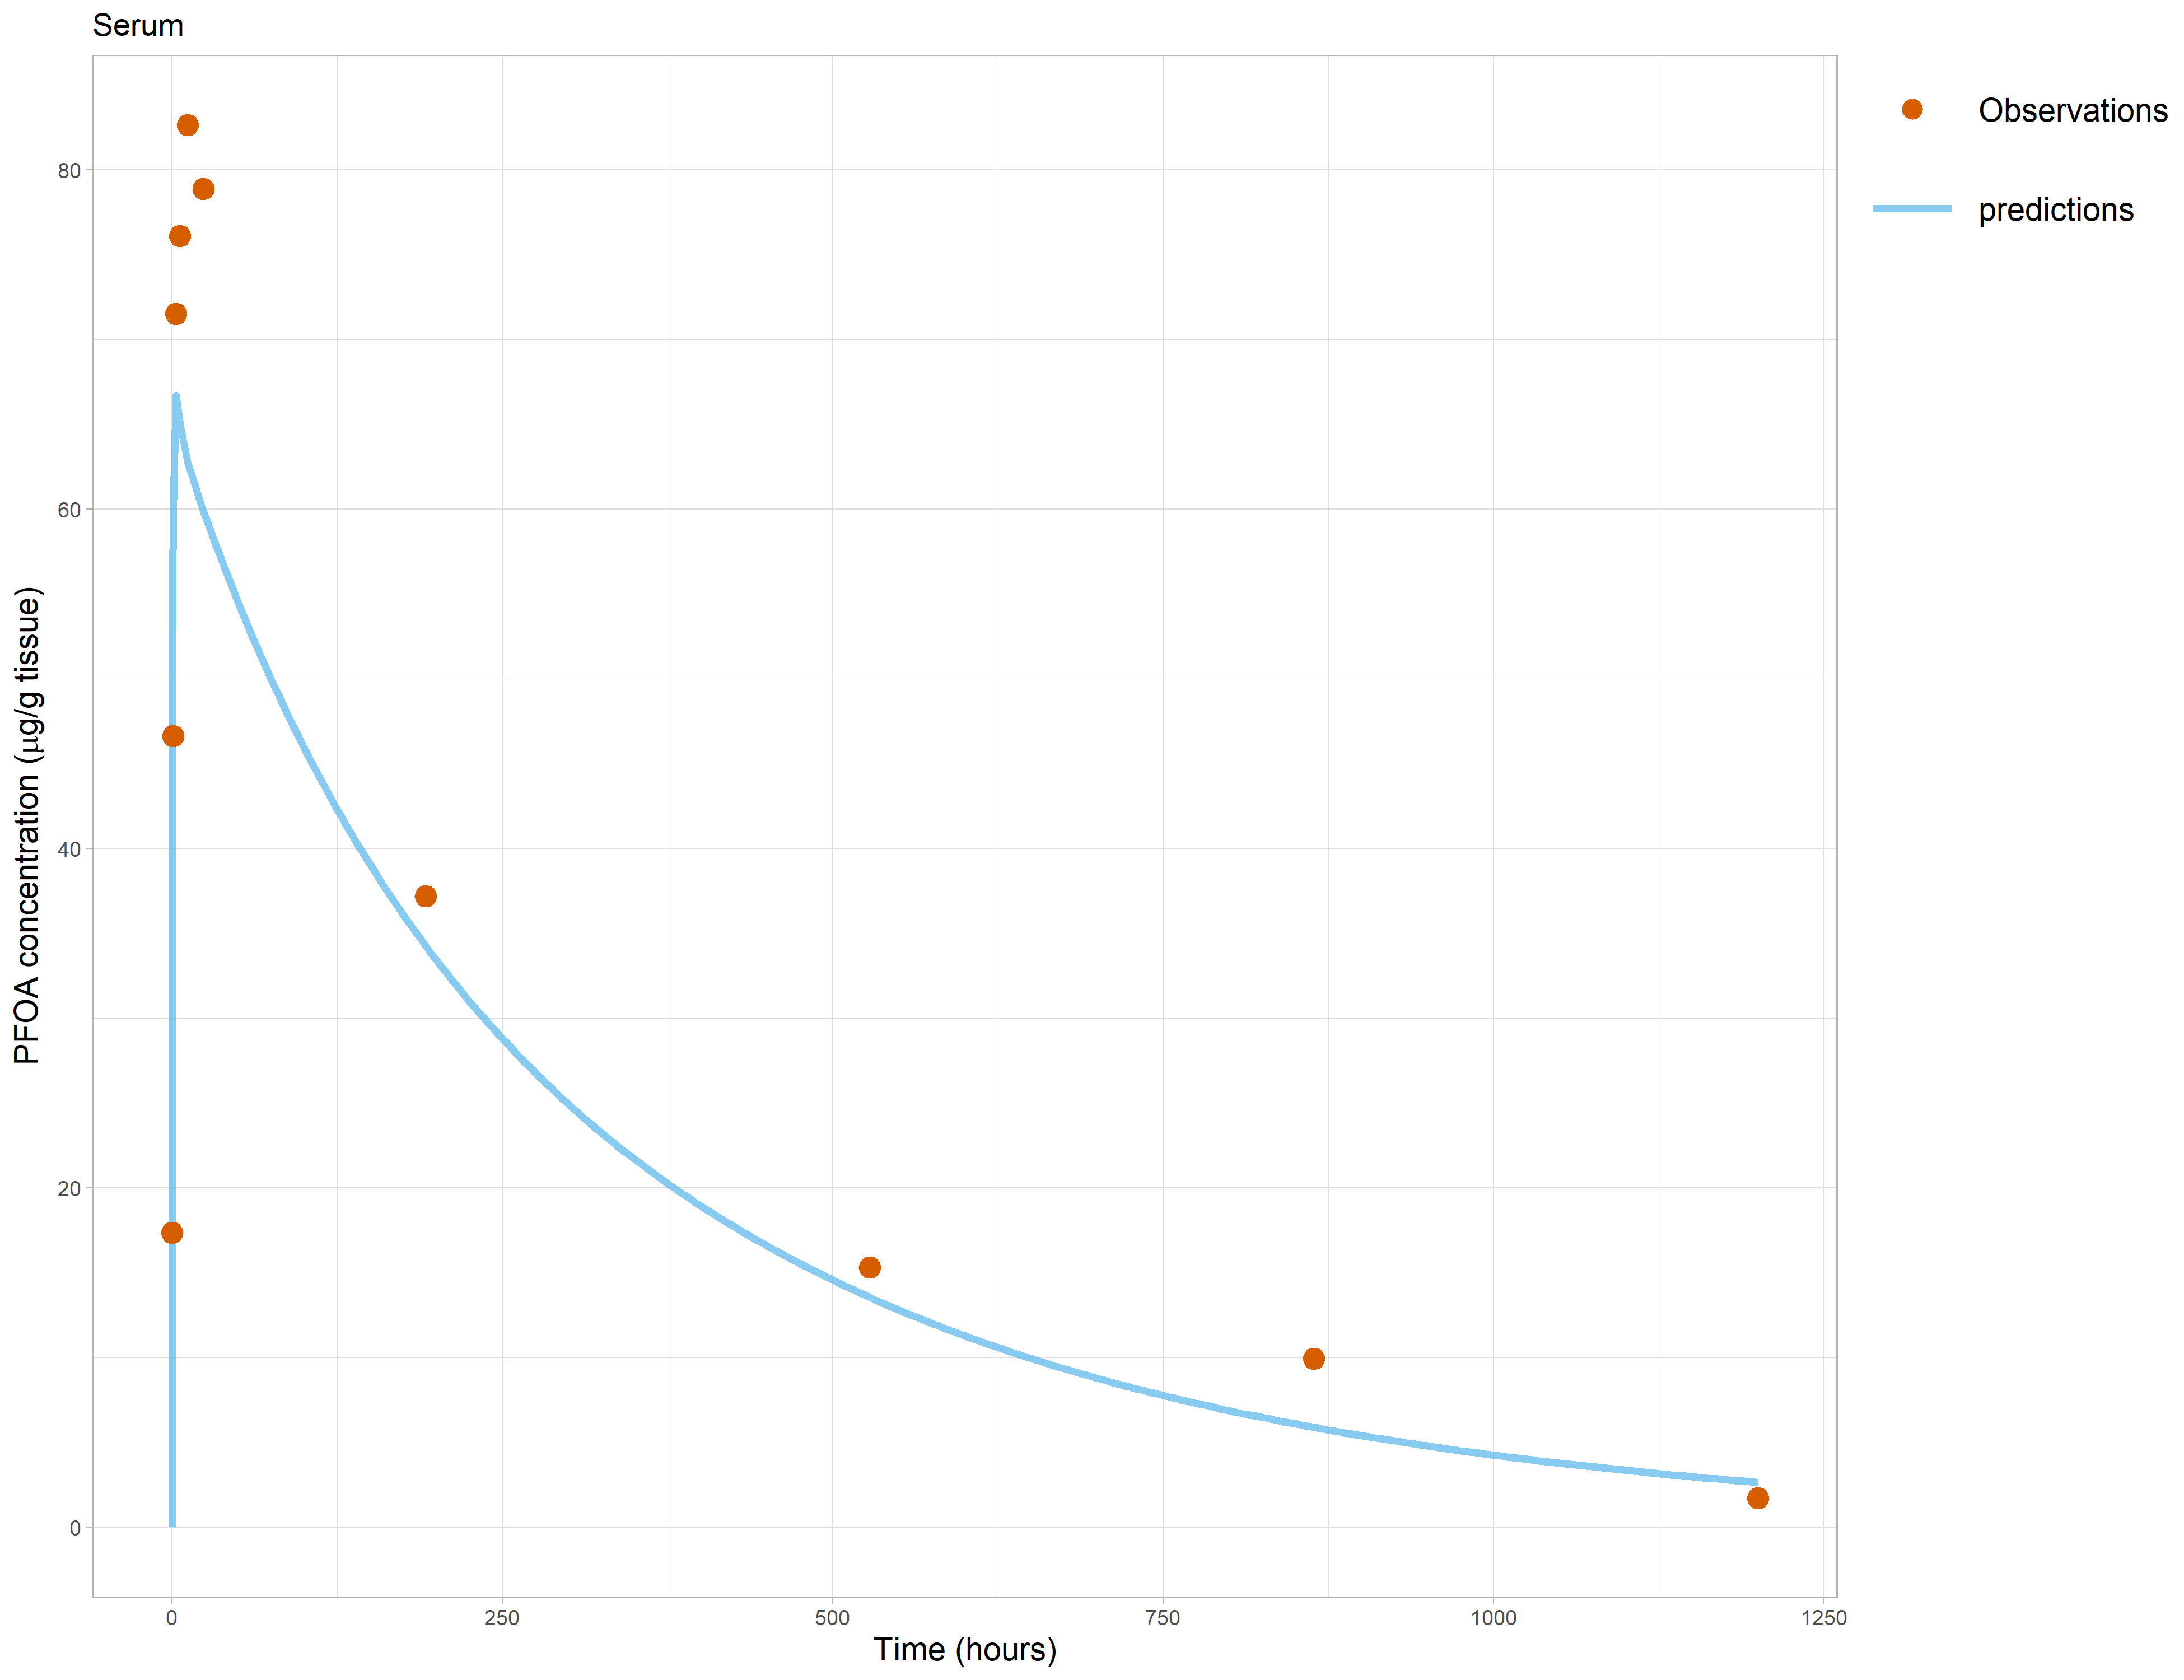 Serum
Observations
predictions
PFOA concentration (μg/g tissue)
80
60
40
20
0
0 250 500 750 1000 1250
Time (hours)